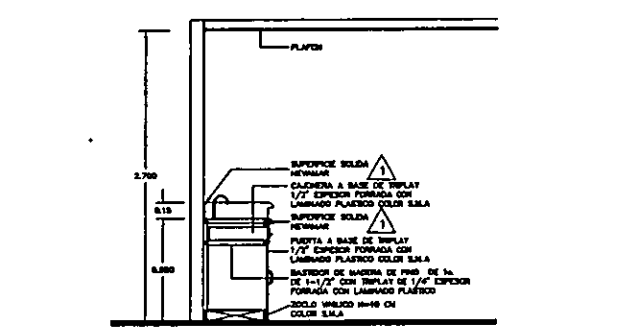 PLAFON
SUPERFICIE SOLIDA
NEVAMAR
1
2.700
CAJONERA A BASE DE TRIPLAY
1/2" ESPESOR FORRADA CON
LAMINADO PLASTICO COLOR S.M.A
0.15
SUPERFICIE SOLIDA
NEVAMAR
1
PUERTA A BASE DE TRIPLAY
1/2" ESPESOR FORRADA CON
LAMINADO PLASTICO COLOR S.M.A
BASTIDOR DE MADERA DE PINO DE 1a.
DE 1-1/2" CON TRIPLAY DE 1/4" ESPESOR
FORRADA CON LAMINADO PLASTICO
ZOCLO VINILICO H=10 CM
COLOR S.M.A